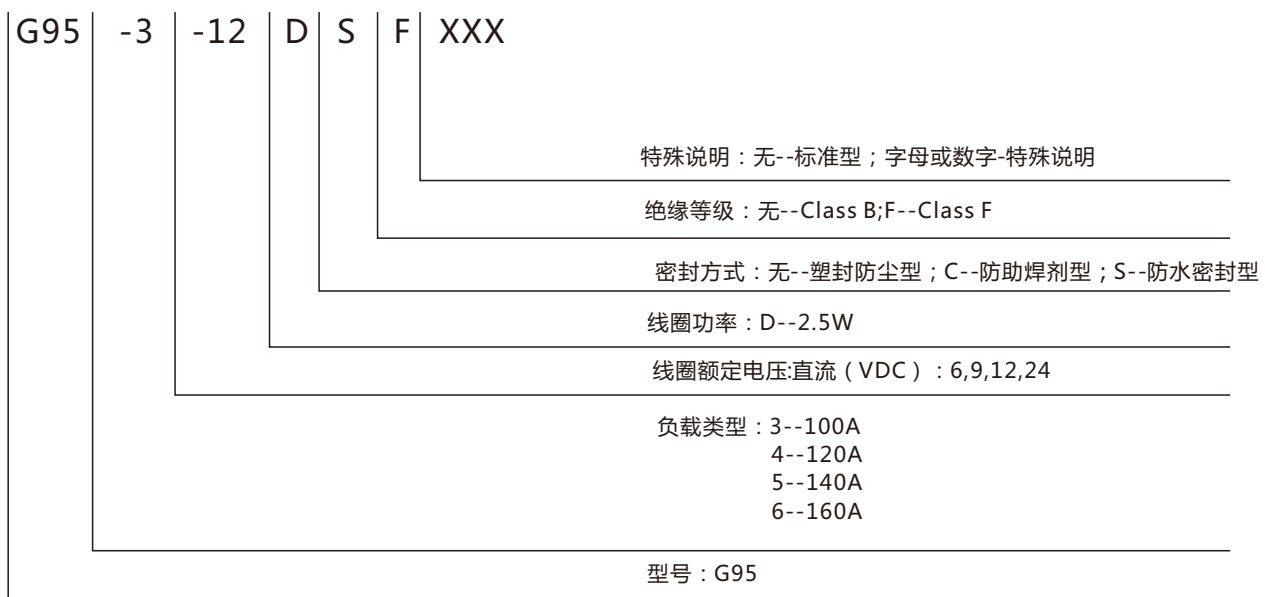 G95 -3 -12 D S F XXX
特殊说明：无--标准型；字母或数字-特殊说明
绝缘等级：无--Class B;F--Class F
密封方式：无--塑封防尘型；C--防助焊剂型；S--防水密封型
线圈功率：D--2.5W
线圈额定电压:直流（VDC）：6,9,12,24
负载类型：3--100A
4--120A
5--140A
6--160A
型号：G95